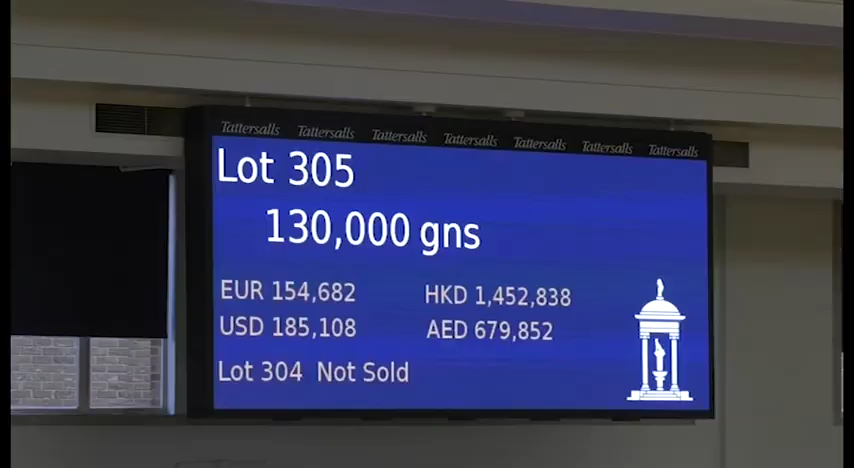 Tattersalls Tattersalls Tattersalls Tattersalls Tattersalls Tattersalls Tattersalls
Lot 305
130,000 gns
EUR 154,682 HKD 1,452,838
USD 185,108 AED 679,852
Lot 304 Not Sold